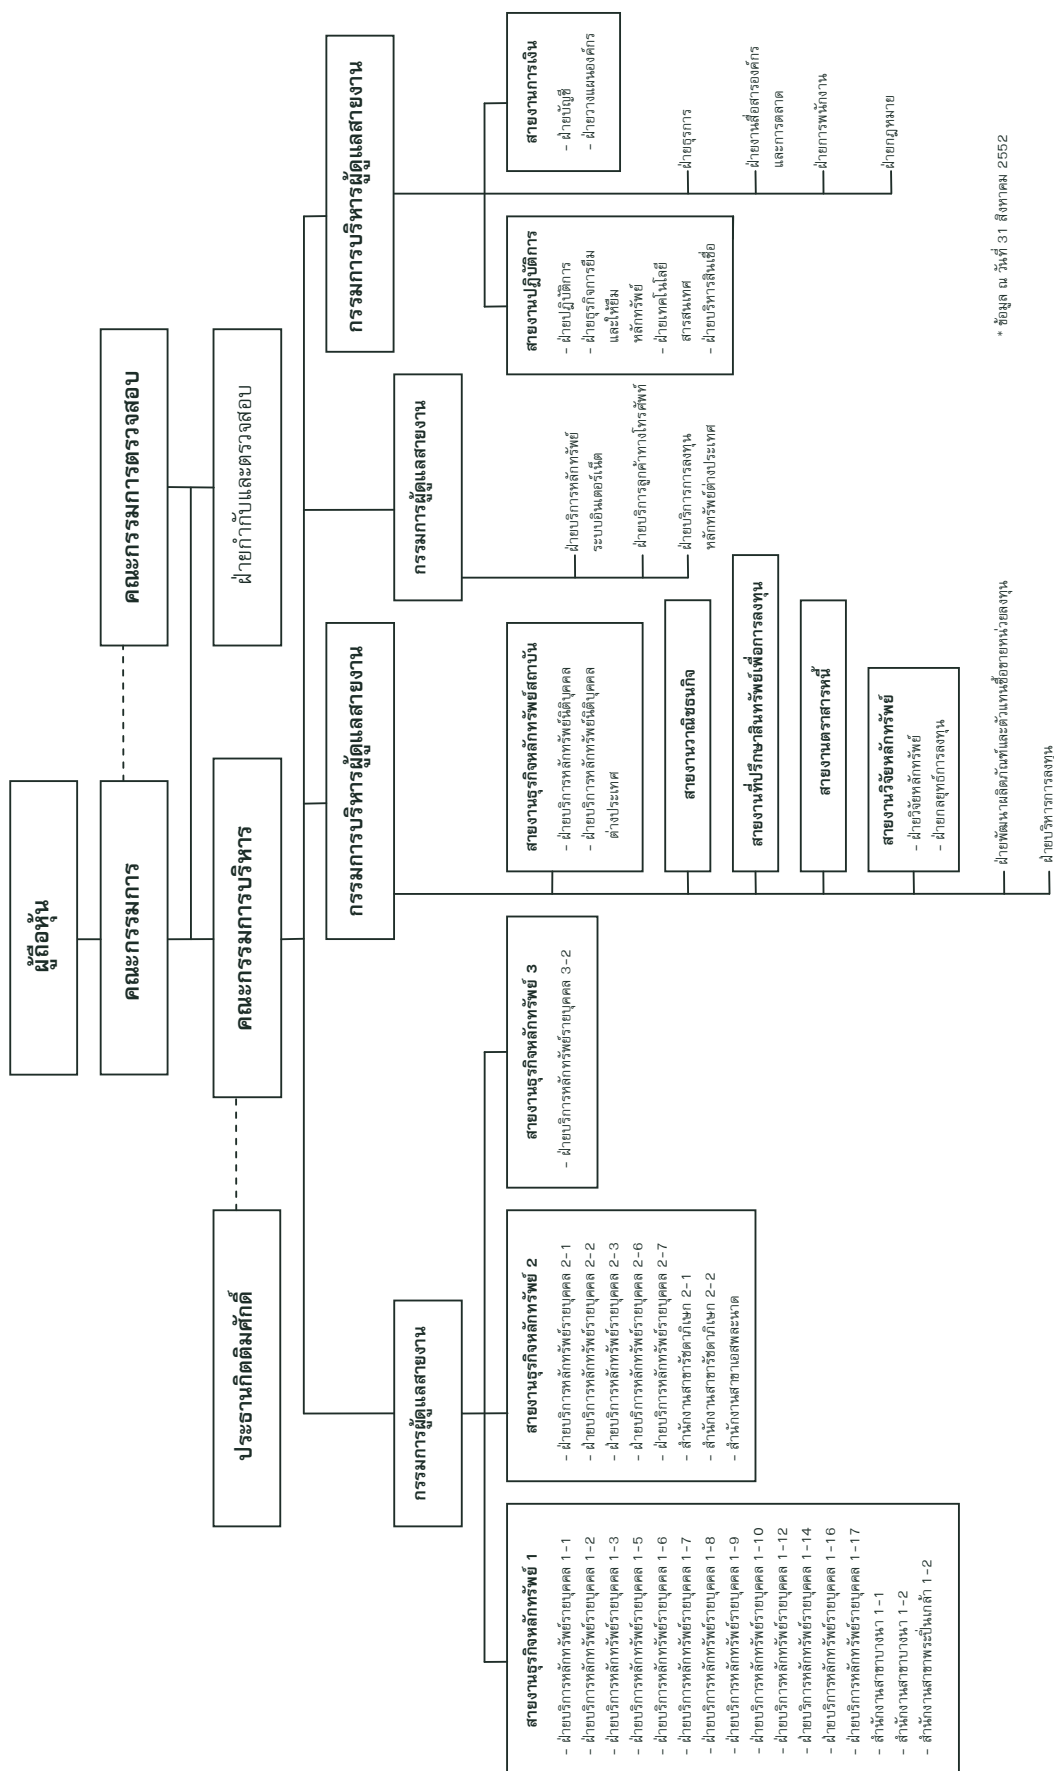 ผู้ถือหุ้น
คณะกรรมการ
คณะกรรมการตรวจสอบ
ประธานกิตติมศักดิ์
คณะกรรมการบริหาร
ฝ่ายกำกับและตรวจสอบ
กรรมการผู้ดูแลสายงาน
กรรมการบริหารผู้ดูแลสายงาน
กรรมการผู้ดูแลสายงาน
กรรมการบริหารผู้ดูแลสายงาน
สายงานธุรกิจหลักทรัพย์ 1
- ฝ่ายบริการหลักทรัพย์รายบุคคล 1-1
- ฝ่ายบริการหลักทรัพย์รายบุคคล 1-2
- ฝ่ายบริการหลักทรัพย์รายบุคคล 1-3
- ฝ่ายบริการหลักทรัพย์รายบุคคล 1-5
- ฝ่ายบริการหลักทรัพย์รายบุคคล 1-6
- ฝ่ายบริการหลักทรัพย์รายบุคคล 1-7
- ฝ่ายบริการหลักทรัพย์รายบุคคล 1-8
- ฝ่ายบริการหลักทรัพย์รายบุคคล 1-9
- ฝ่ายบริการหลักทรัพย์รายบุคคล 1-10
- ฝ่ายบริการหลักทรัพย์รายบุคคล 1-12
- ฝ่ายบริการหลักทรัพย์รายบุคคล 1-14
- ฝ่ายบริการหลักทรัพย์รายบุคคล 1-16
- ฝ่ายบริการหลักทรัพย์รายบุคคล 1-17
- สำนักงานสาขาบางนา 1-1
- สำนักงานสาขาบางนา 1-2
- สำนักงานสาขาพระปิ่นเกล้า 1-2
สายงานธุรกิจหลักทรัพย์ 2
- ฝ่ายบริการหลักทรัพย์รายบุคคล 2-1
- ฝ่ายบริการหลักทรัพย์รายบุคคล 2-2
- ฝ่ายบริการหลักทรัพย์รายบุคคล 2-3
- ฝ่ายบริการหลักทรัพย์รายบุคคล 2-6
- ฝ่ายบริการหลักทรัพย์รายบุคคล 2-7
- สำนักงานสาขารัชดาภิเษก 2-1
- สำนักงานสาขารัชดาภิเษก 2-2
- สำนักงานสาขาเอสพละนาด
สายงานธุรกิจหลักทรัพย์ 3
- ฝ่ายบริการหลักทรัพย์รายบุคคล 3-2
สายงานธุรกิจหลักทรัพย์สถาบัน
- ฝ่ายบริการหลักทรัพย์นิติบุคคล
- ฝ่ายบริการหลักทรัพย์นิติบุคคล
ต่างประเทศ
สายงานวาณิชธนกิจ
สายงานที่ปรึกษาสินทรัพย์เพื่อการลงทุน
สายงานตราสารหนี้
สายงานวิจัยหลักทรัพย์
- ฝ่ายวิจัยหลักทรัพย์
- ฝ่ายกลยุทธ์การลงทุน
ฝ่ายพัฒนาผลิตภัณฑ์และตัวแทนซื้อขายหน่วยลงทุน
ฝ่ายบริหารการลงทุน
ฝ่ายบริการหลักทรัพย์
ระบบอินเตอร์เน็ต
ฝ่ายบริการลูกค้าทางโทรศัพท์
ฝ่ายบริการการลงทุน
หลักทรัพย์ต่างประเทศ
สายงานปฏิบัติการ
- ฝ่ายปฏิบัติการ
- ฝ่ายธุรกิจการยืม
และให้ยืม
หลักทรัพย์
- ฝ่ายเทคโนโลยี
สารสนเทศ
- ฝ่ายบริหารสินเชื่อ
สายงานการเงิน
- ฝ่ายบัญชี
- ฝ่ายวางแผนองค์กร
ฝ่ายธุรการ
ฝ่ายงานสื่อสารองค์กร
และการตลาด
ฝ่ายการพนักงาน
ฝ่ายกฎหมาย
* ข้อมูล ณ วันที่ 31 สิงหาคม 2552